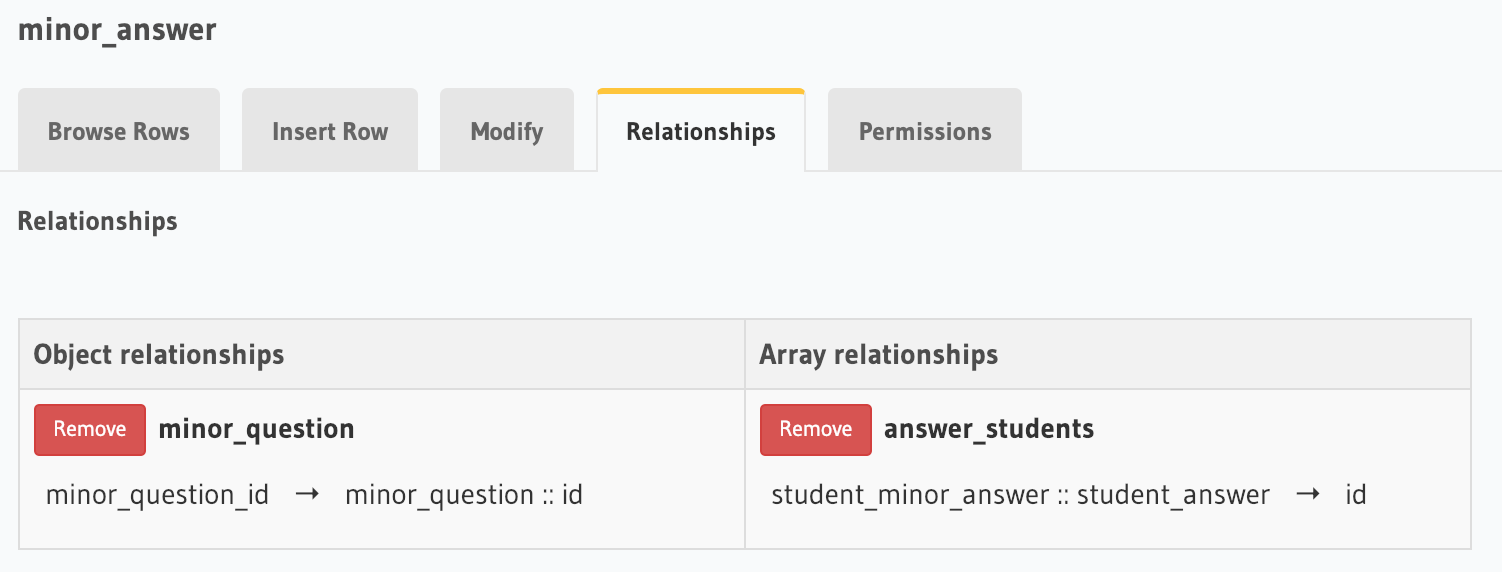 minor_answer
Browse Rows Insert Row Modify Relationships Permissions
Relationships
Object relationships Array relationships
Remove minor_question Remove answer_students
minor_question_id → minor_question :: id student_minor_answer :: student_answer → id